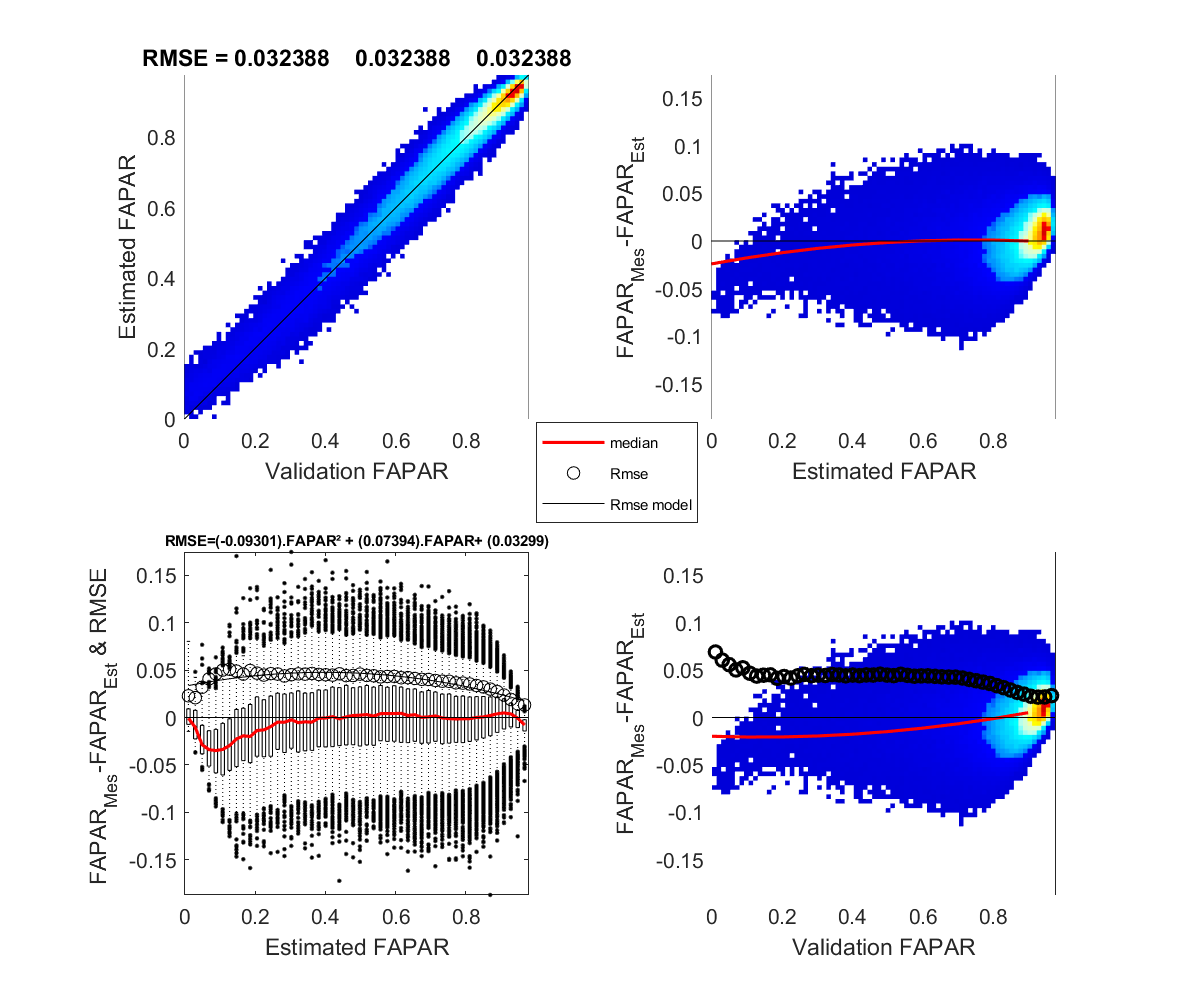 RMSE = 0.032388 0.032388 0.032388
Estimated FAPAR
0.8
0.6
0.4
0.2
0
0 0.2 0.4 0.6 0.8
Validation FAPAR
FAPAR_Mes-FAPAR_Est
0.15
0.1
0.05
0
-0.05
-0.1
-0.15
0 0.2 0.4 0.6 0.8
Estimated FAPAR
median
Rmse
Rmse model
RMSE=(-0.09301).FAPAR² + (0.07394).FAPAR+ (0.03299)
FAPAR_Mes-FAPAR_Est & RMSE
0.15
0.1
0.05
0
-0.05
-0.1
-0.15
0 0.2 0.4 0.6 0.8
Estimated FAPAR
FAPAR_Mes-FAPAR_Est
0.15
0.1
0.05
0
-0.05
-0.1
-0.15
0 0.2 0.4 0.6 0.8
Validation FAPAR